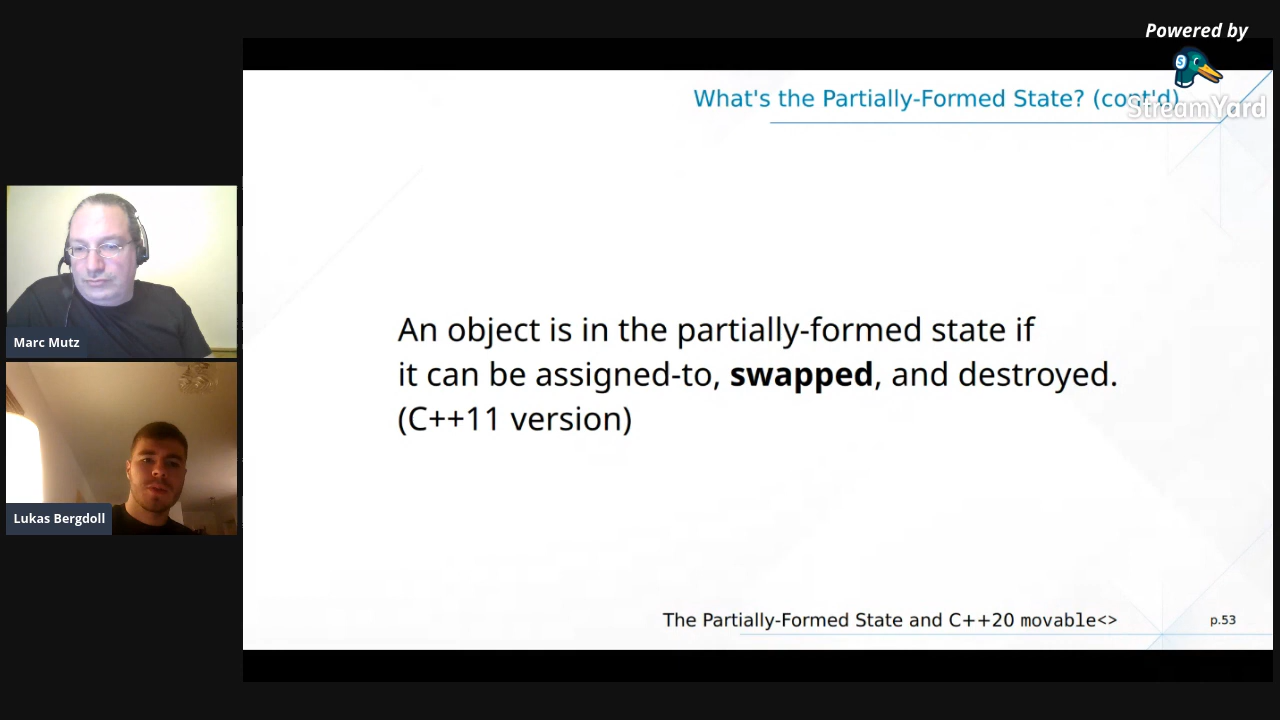 Powered by
StreamYard
What's the Partially-Formed State? (cont'd)
Marc Mutz
Lukas Bergdoll
An object is in the partially-formed state if
it can be assigned-to, swapped, and destroyed.
(C++11 version)
The Partially-Formed State and C++20 movable<>
p.53